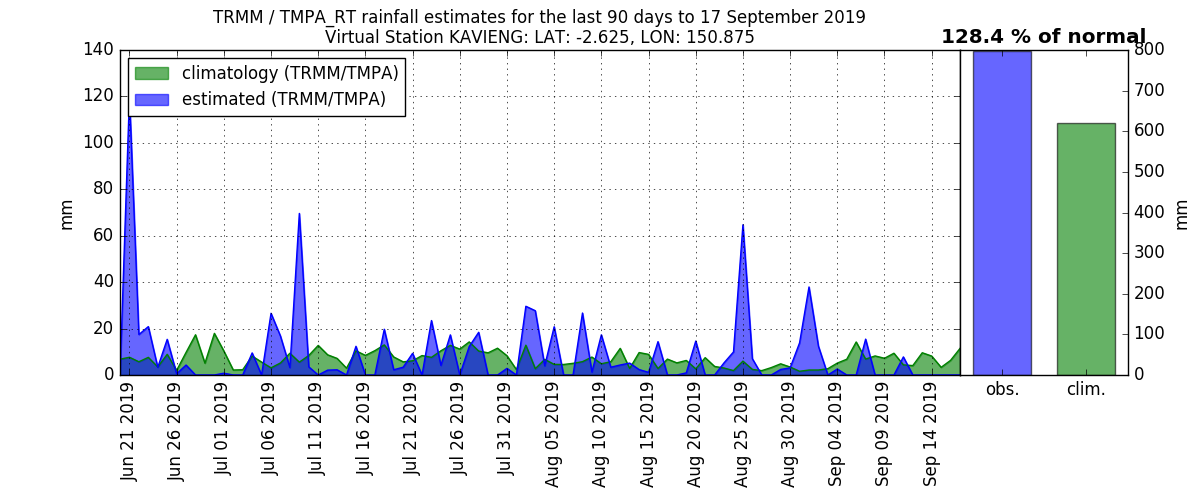 TRMM / TMPA_RT rainfall estimates for the last 90 days to 17 September 2019
Virtual Station KAVIENG: LAT: -2.625, LON: 150.875
128.4 % of normal
climatology (TRMM/TMPA)
estimated (TRMM/TMPA)
140
120
100
80
60
40
20
0
mm
Jun 21 2019
Jun 26 2019
Jul 01 2019
Jul 06 2019
Jul 11 2019
Jul 16 2019
Jul 21 2019
Jul 26 2019
Jul 31 2019
Aug 05 2019
Aug 10 2019
Aug 15 2019
Aug 20 2019
Aug 25 2019
Aug 30 2019
Sep 04 2019
Sep 09 2019
Sep 14 2019
800
700
600
500
400
300
200
100
0
mm
obs.
clim.